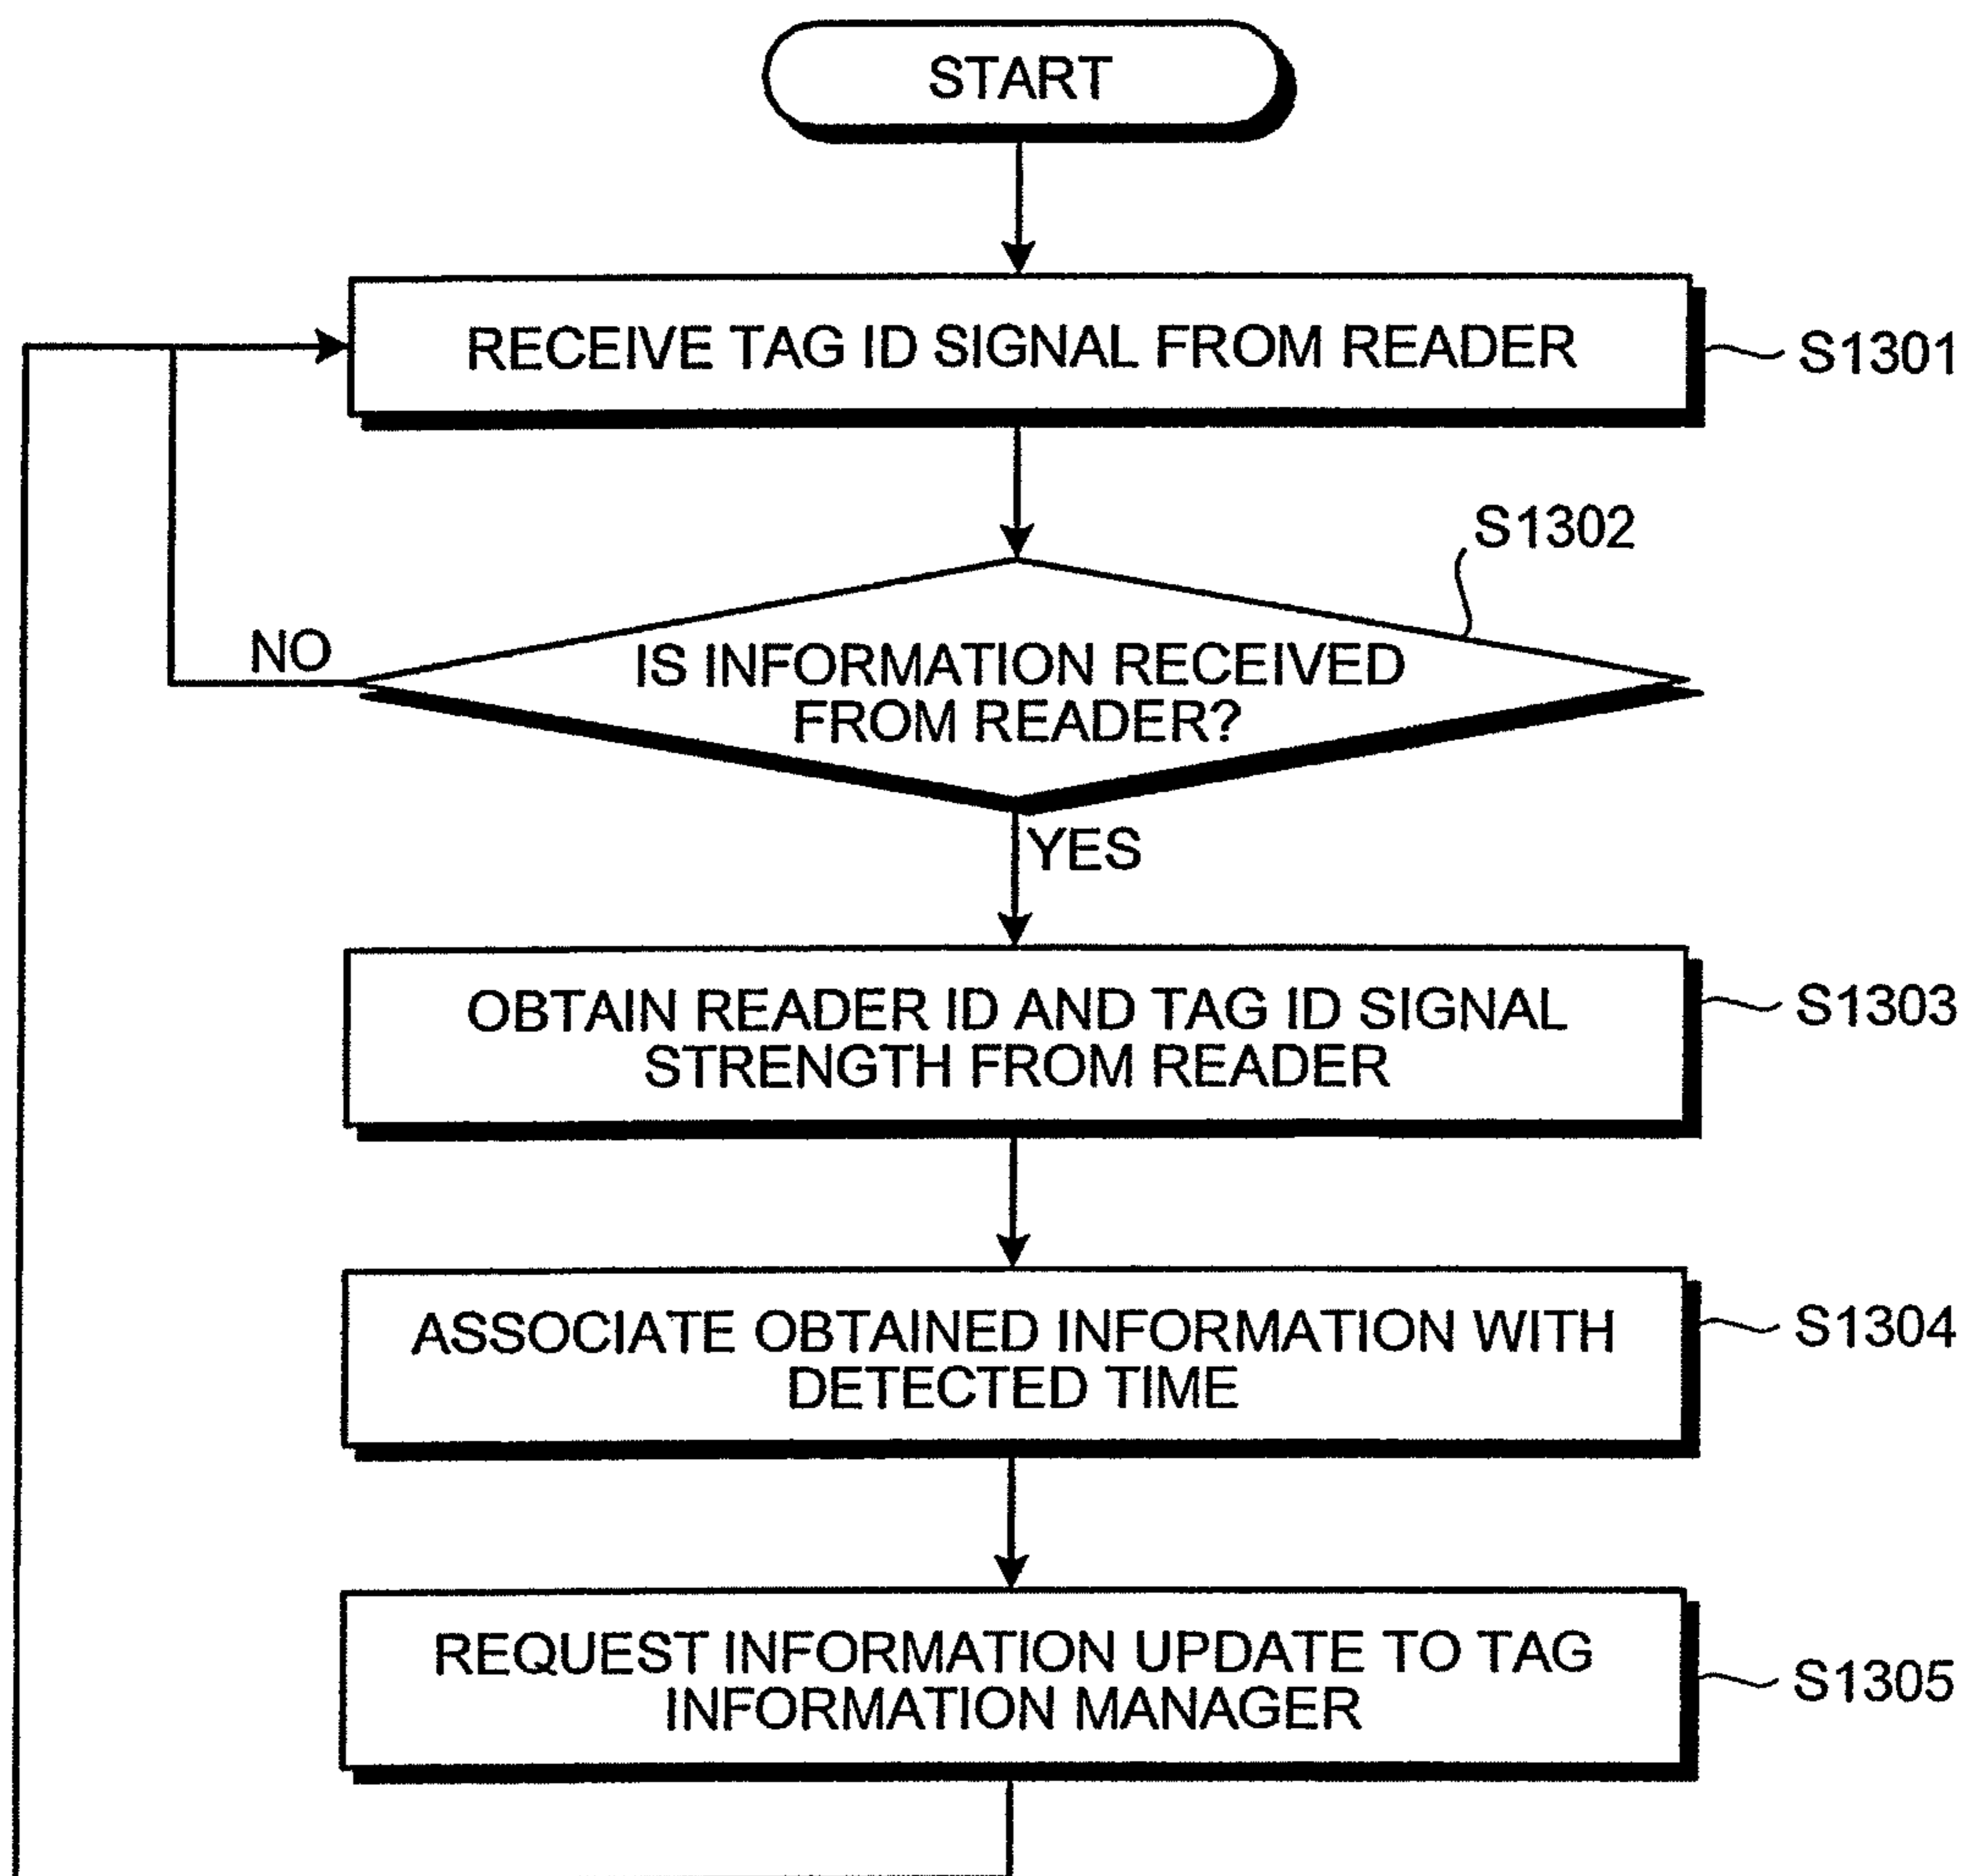 START
RECEIVE TAG ID SIGNAL FROM READER
S1301
S1302
NO
IS INFORMATION RECEIVED
FROM READER?
YES
OBTAIN READER ID AND TAG ID SIGNAL
STRENGTH FROM READER
S1303
ASSOCIATE OBTAINED INFORMATION WITH
DETECTED TIME
S1304
REQUEST INFORMATION UPDATE TO TAG
INFORMATION MANAGER
S1305